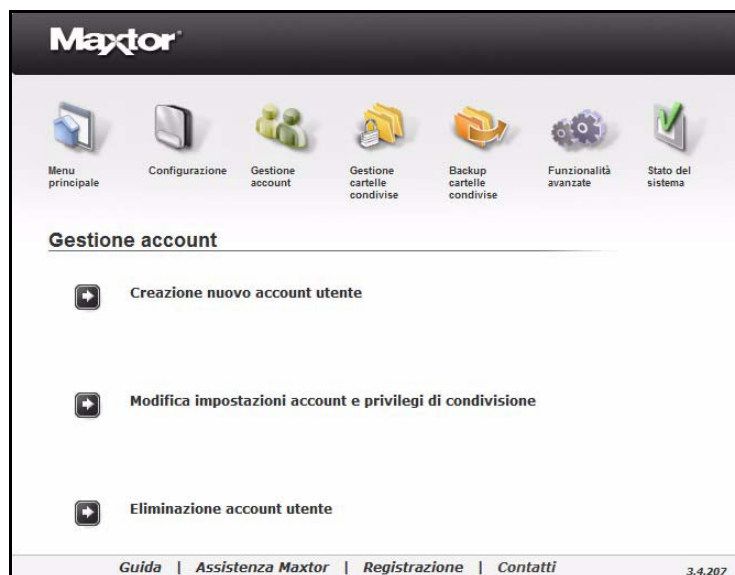 Maxtor
Menu
principale
Configurazione
Gestione
account
Gestione
cartelle
condivise
Backup
cartelle
condivise
Funzionalità
avanzate
Stato del
sistema
Gestione account
Creazione nuovo account utente
Modifica impostazioni account e privilegi di condivisione
Eliminazione account utente
Guida | Assistenza Maxtor | Registrazione | Contatti
3.4.207